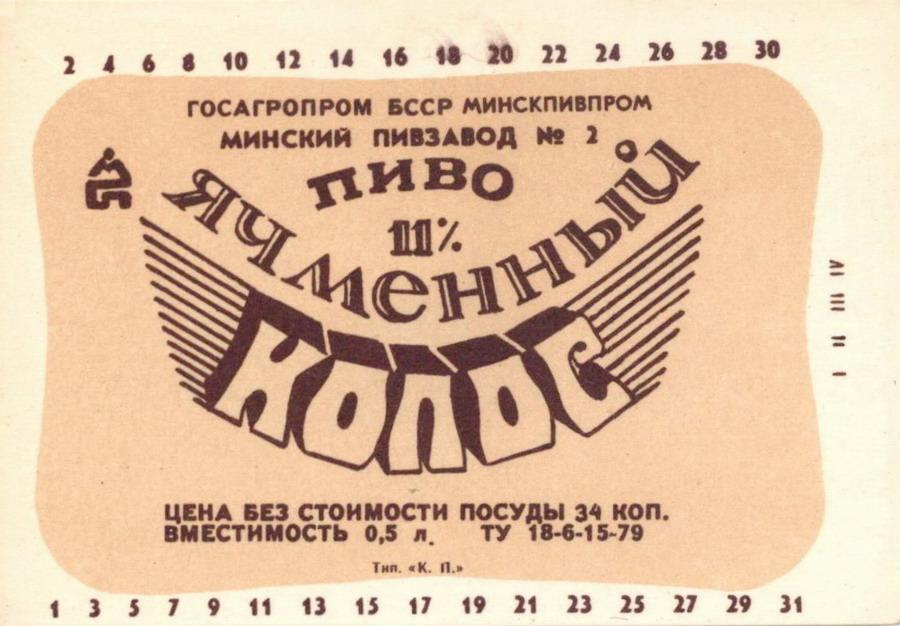 2 4 6 8 10 12 14 16 18 20 22 24 26 28 30
ГОСАГРОПРОМ БССР МИНСКПИВПРОМ
МИНСКИЙ ПИВЗАВОД № 2
ПИВО
11%
ЯЧМЕННЫЙ
КОЛОС
IV III II I
ЦЕНА БЕЗ СТОИМОСТИ ПОСУДЫ 34 КОП.
ВМЕСТИМОСТЬ 0,5 л. ТУ 18-6-15-79
Тип. «К. П.»
1 3 5 7 9 11 13 15 17 19 21 23 25 27 29 31